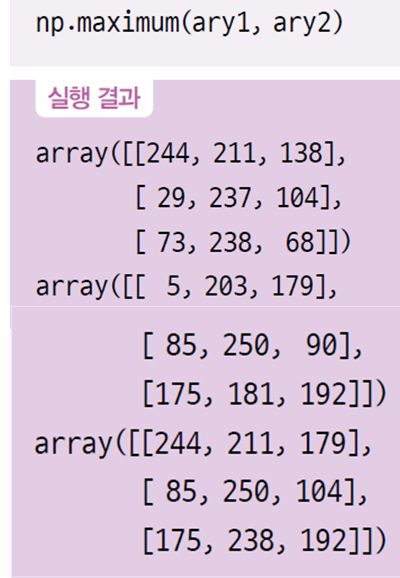 np.maximum(ary1, ary2)
실행 결과
array([[244, 211, 138],
       [ 29, 237, 104],
       [ 73, 238,  68]])
array([[  5, 203, 179],
       [ 85, 250,  90],
       [175, 181, 192]])
array([[244, 211, 179],
       [ 85, 250, 104],
       [175, 238, 192]])